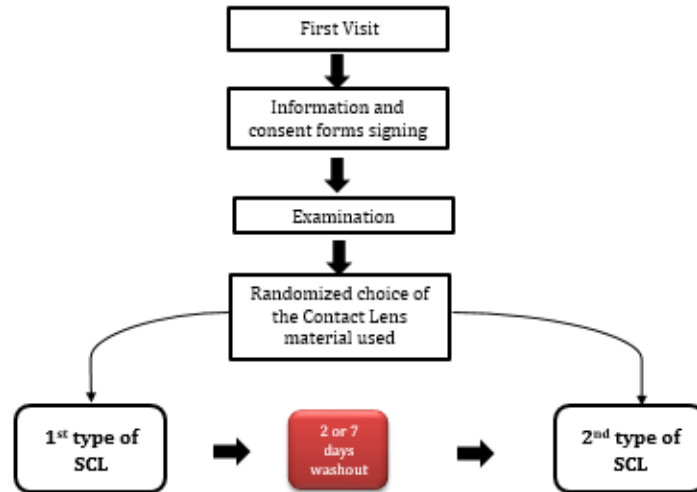 First Visit
Information and
consent forms signing
Examination
Randomized choice of
the Contact Lens
material used
1st type of
SCL
2 or 7
days
washout
2nd type of
SCL